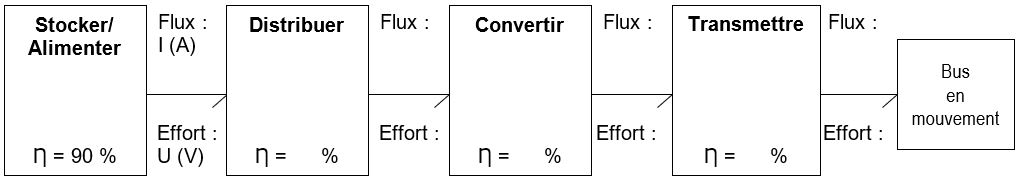 Stocker/
Alimenter
Flux :
I (A)
Effort :
U (V)
Ƞ = 90 %
Distribuer
Flux :
Effort :
Ƞ = %
Convertir
Flux :
Effort :
Ƞ = %
Transmettre
Flux :
Effort :
Ƞ = %
Bus
en
mouvement